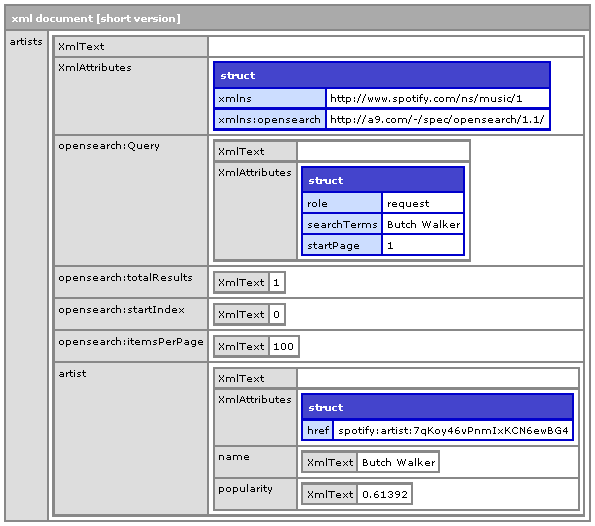 xml document [short version]
artists
XmlText
XmlAttributes
struct
xmlns http://www.spotify.com/ns/music/1
xmlns:opensearch http://a9.com/-/spec/opensearch/1.1/
opensearch:Query
XmlText
XmlAttributes
struct
role request
searchTerms Butch Walker
startPage 1
opensearch:totalResults XmlText 1
opensearch:startIndex XmlText 0
opensearch:itemsPerPage XmlText 100
artist
XmlText
XmlAttributes
struct
href spotify:artist:7qKoy46vPnmIxKCN6ewBG4
name XmlText Butch Walker
popularity XmlText 0.61392